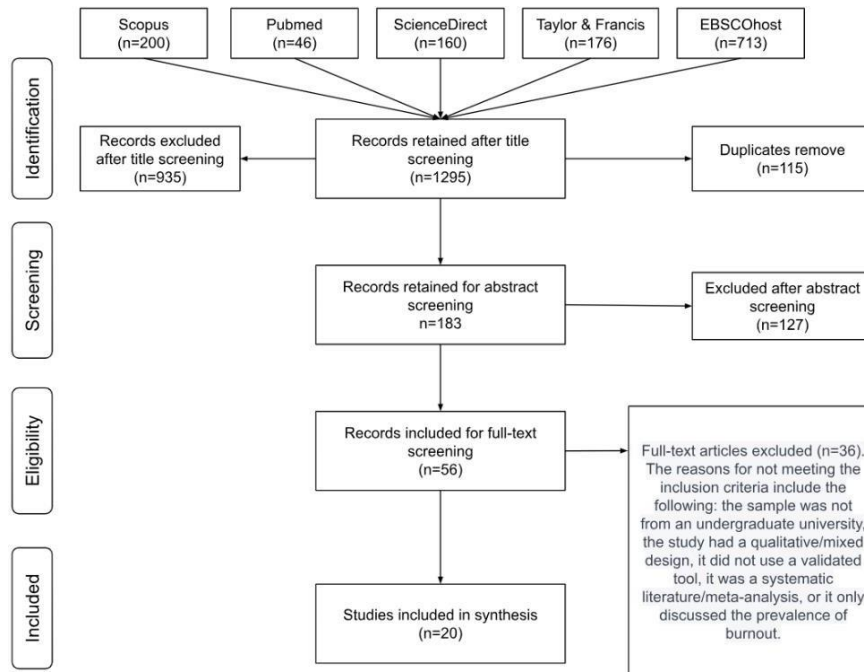 Scopus
(n=200)
Pubmed
(n=46)
ScienceDirect
(n=160)
Taylor & Francis
(n=176)
EBSCOhost
(n=713)
Identification
Records excluded
after title screening
(n=935)
Records retained after title
screening
(n=1295)
Duplicates remove
(n=115)
Screening
Records retained for abstract
screening
n=183
Excluded after abstract
screening
(n=127)
Eligibility
Records included for full-text
screening
(n=56)
Full-text articles excluded (n=36).
The reasons for not meeting the
inclusion criteria include the
following: the sample was not
from an undergraduate university,
the study had a qualitative/mixed
design, it did not use a validated
tool, it was a systematic
literature/meta-analysis, or it only
discussed the prevalence of
burnout.
Included
Studies included in synthesis
(n=20)